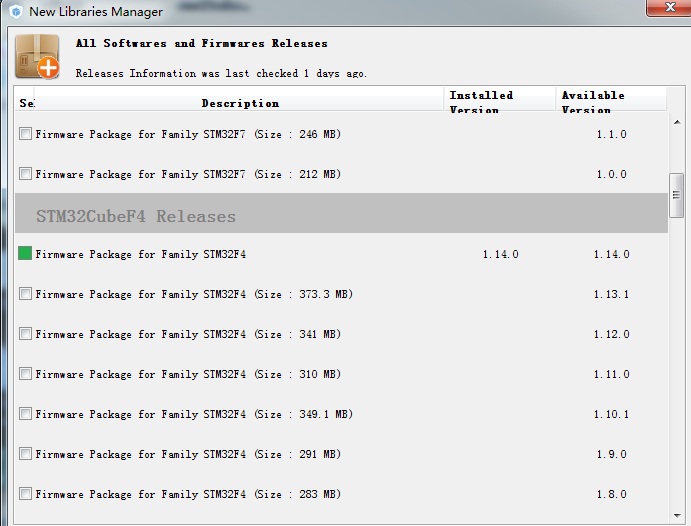 New Libraries Manager
All Softwares and Firmwares Releases
Releases Information was last checked 1 days ago.
Description Installed Version Available Version
Firmware Package for Family STM32F7 (Size : 246 MB) 1.1.0
Firmware Package for Family STM32F7 (Size : 212 MB) 1.0.0
STM32CubeF4 Releases
Firmware Package for Family STM32F4 1.14.0 1.14.0
Firmware Package for Family STM32F4 (Size : 373.3 MB) 1.13.1
Firmware Package for Family STM32F4 (Size : 341 MB) 1.12.0
Firmware Package for Family STM32F4 (Size : 310 MB) 1.11.0
Firmware Package for Family STM32F4 (Size : 349.1 MB) 1.10.1
Firmware Package for Family STM32F4 (Size : 291 MB) 1.9.0
Firmware Package for Family STM32F4 (Size : 283 MB) 1.8.0